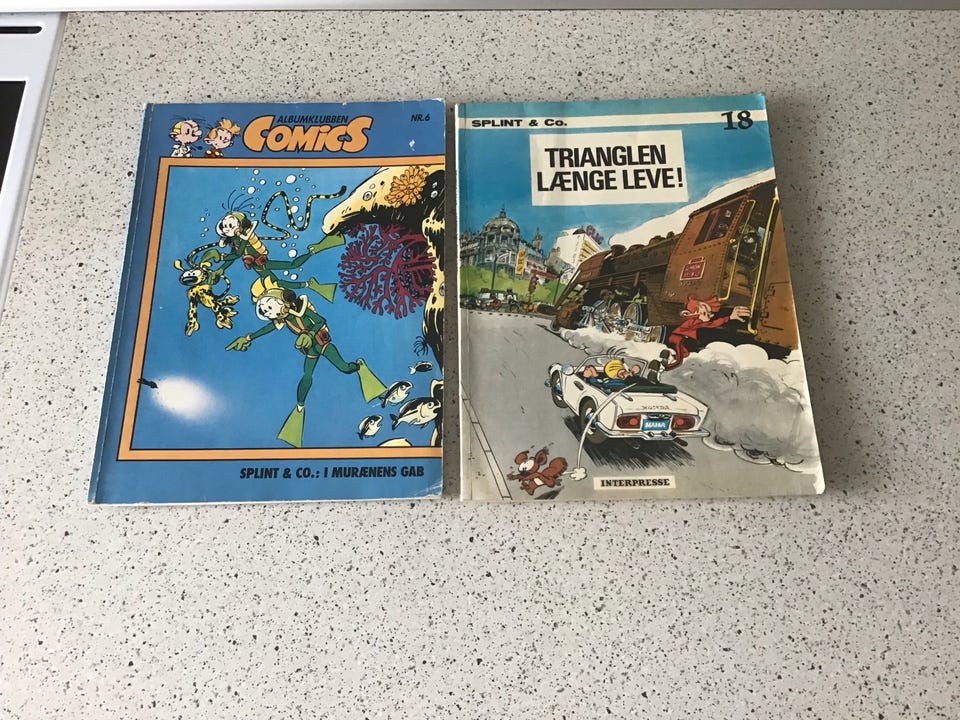 ALBUMKLUBBEN
COMICS
NR.6
SPLINT & CO.: I MURÆNENS GAB
SPLINT & Co.
18
TRIANGLEN
LÆNGE LEVE!
INTERPRESSE